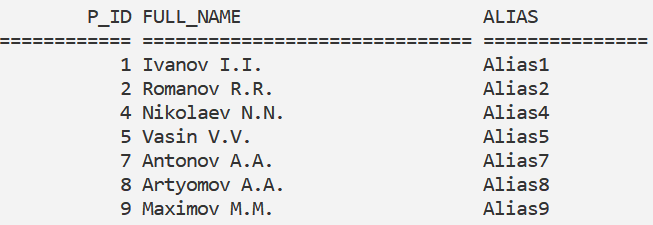 P_ID FULL_NAME ALIAS
============ ============================ ==============
1 Ivanov I.I. Alias1
2 Romanov R.R. Alias2
4 Nikolaev N.N. Alias4
5 Vasin V.V. Alias5
7 Antonov A.A. Alias7
8 Artyomov A.A. Alias8
9 Maximov M.M. Alias9